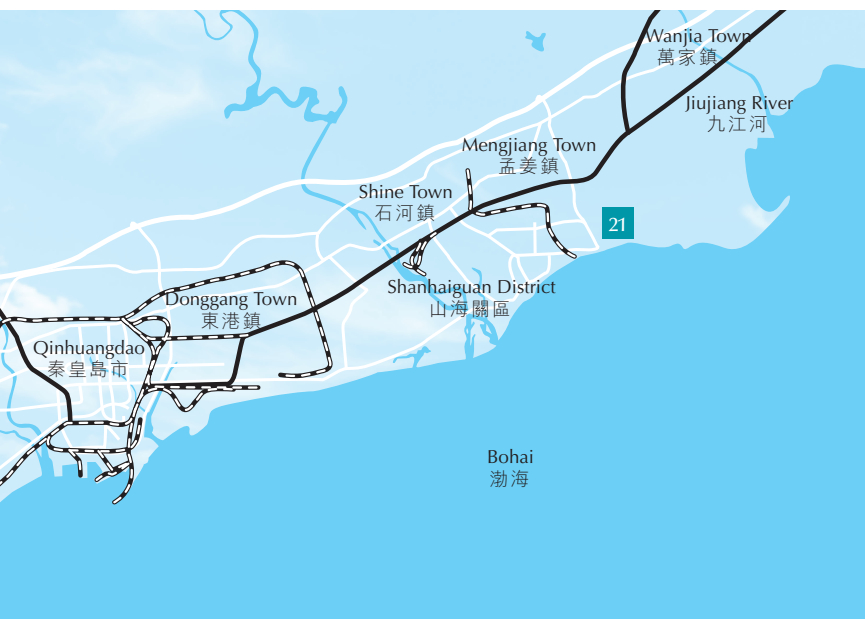 Wanjia Town
萬家鎮
Jiujiang River
九江河
Mengjiang Town
孟姜鎮
Shine Town
石河鎮
21
Shanhaiguan District
山海關區
Donggang Town
東港鎮
Qinhuangdao
秦皇島市
Bohai
渤海